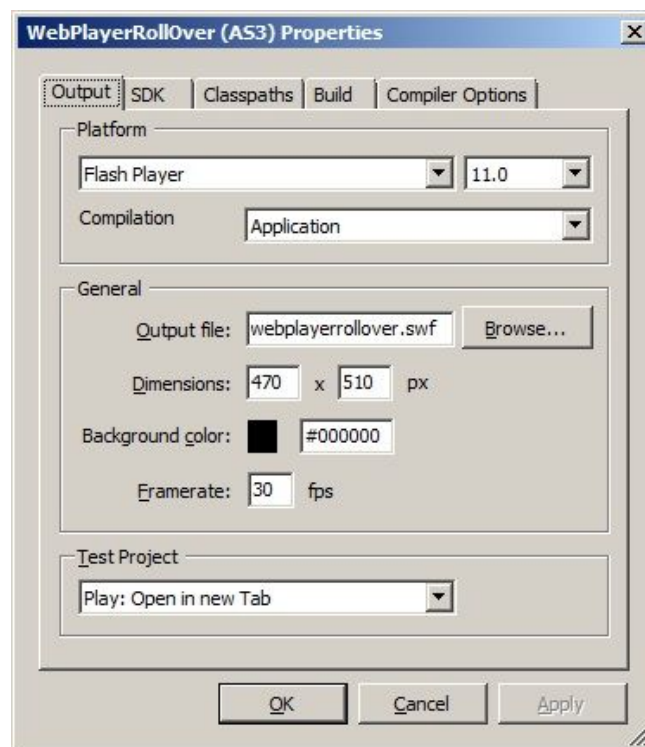 WebPlayerRollOver (AS3) Properties
Output SDK Classpaths Build Compiler Options
Platform
Flash Player 11.0
Compilation Application
General
Output file: webplayerrollover.swf Browse...
Dimensions: 470 x 510 px
Background color: #000000
Framerate: 30 fps
Test Project
Play: Open in new Tab
OK Cancel Apply